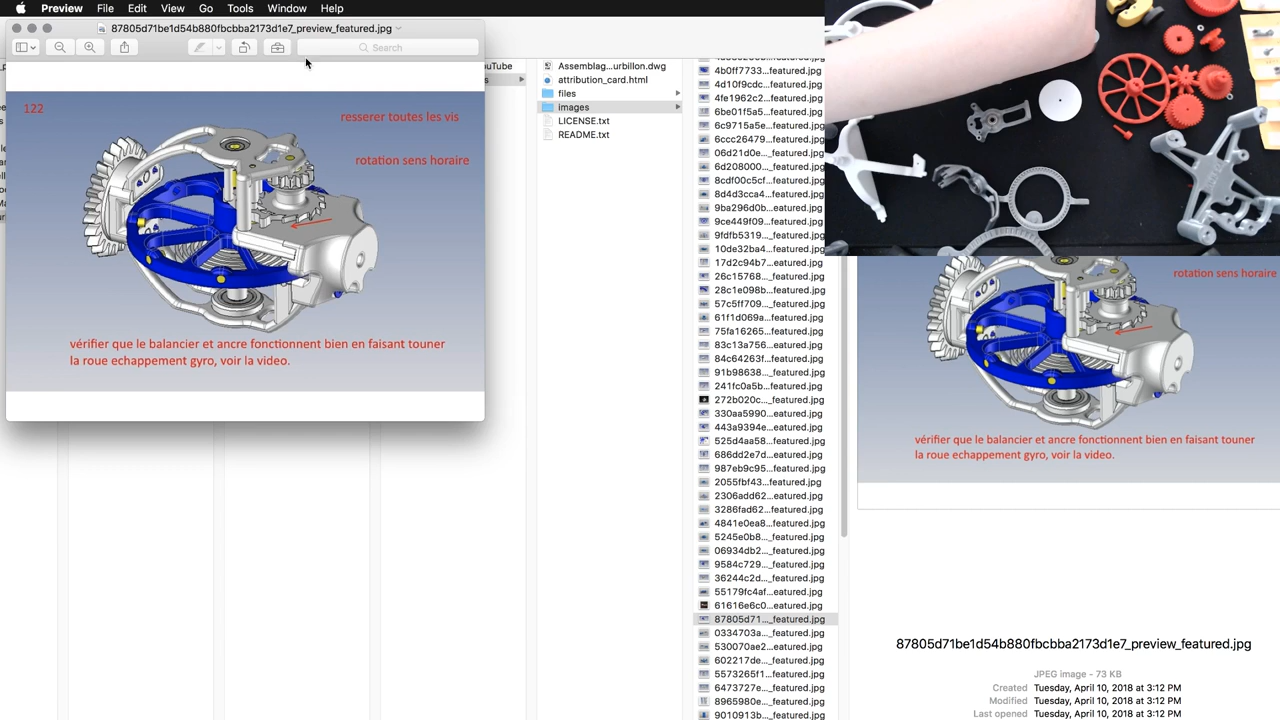 Preview File Edit View Go Tools Window Help
87805d71be1d54b880fbcbba2173d1e7_preview_featured.jpg
Search
122
resserer toutes les vis
rotation sens horaire
vérifier que le balancier et ancre fonctionnent bien en faisant touner
la roue echappement gyro, voir la video.
uTube
s
Assemblag...urbillon.dwg
attribution_card.html
files
images
LICENSE.txt
README.txt
4b0ff7733...featured.jpg
4d10f9cdc...featured.jpg
4fe1962c2...featured.jpg
6be01f5a5...featured.jpg
6c9715a5e...featured.jpg
6ccc26479...featured.jpg
06d21d0e...featured.jpg
6d208000...featured.jpg
8cdf00c5cf...featured.jpg
8d4d3cca4...featured.jpg
9ba296d0b...eatured.jpg
9ce449f09...featured.jpg
9fdfb5319...featured.jpg
10de32ba4...featured.jpg
17d2c94b7...eatured.jpg
26c15768...featured.jpg
28c1e098b...featured.jpg
57c5ff709...featured.jpg
61f1d069a...featured.jpg
75fa16265...featured.jpg
83c13a756...eatured.jpg
84c64263f...featured.jpg
91b98638...featured.jpg
241fc0a5b...featured.jpg
272b020c...featured.jpg
330aa5990...eatured.jpg
443a9394e...eatured.jpg
525d4aa58...featured.jpg
686dd2e7d...eatured.jpg
987eb9c95...featured.jpg
2055fbf43...featured.jpg
2306add62...eatured.jpg
3286fad62...featured.jpg
4841e0ea8...featured.jpg
5245e0b8...featured.jpg
06934db2...featured.jpg
9584c729...featured.jpg
36244c2d...featured.jpg
55179fc4af...eatured.jpg
61616e6c0...eatured.jpg
87805d71..._featured.jpg
0334703a...featured.jpg
530070ae2...eatured.jpg
602217de...featured.jpg
5573265f1...featured.jpg
6473727e...featured.jpg
8965980e...featured.jpg
9010913b...featured.jpg
rotation sens horaire
vérifier que le balancier et ancre fonctionnent bien en faisant touner
la roue echappement gyro, voir la video.
87805d71be1d54b880fbcbba2173d1e7_preview_featured.jpg
JPEG image - 73 KB
Created Tuesday, April 10, 2018 at 3:12 PM
Modified Tuesday, April 10, 2018 at 3:12 PM
Last opened Tuesday, April 10, 2018 at 3:12 PM